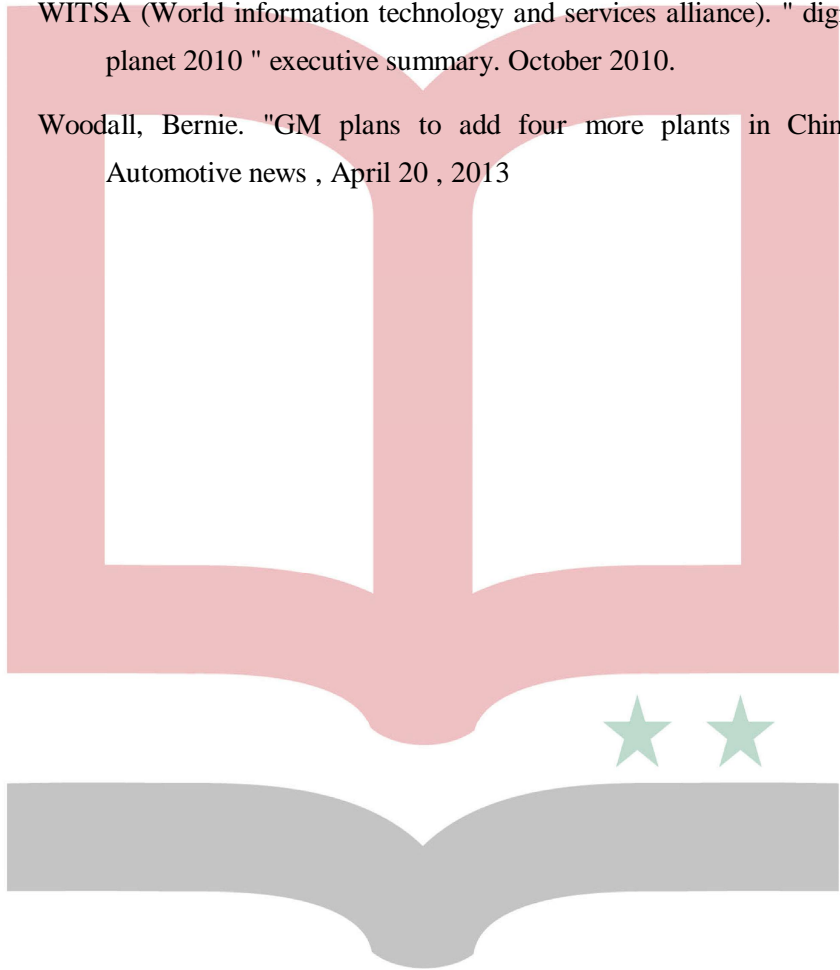 WITSA (World information technology and services alliance). " dig
planet 2010 " executive summary. October 2010.
Woodall, Bernie. "GM plans to add four more plants in Chin
Automotive news , April 20 , 2013